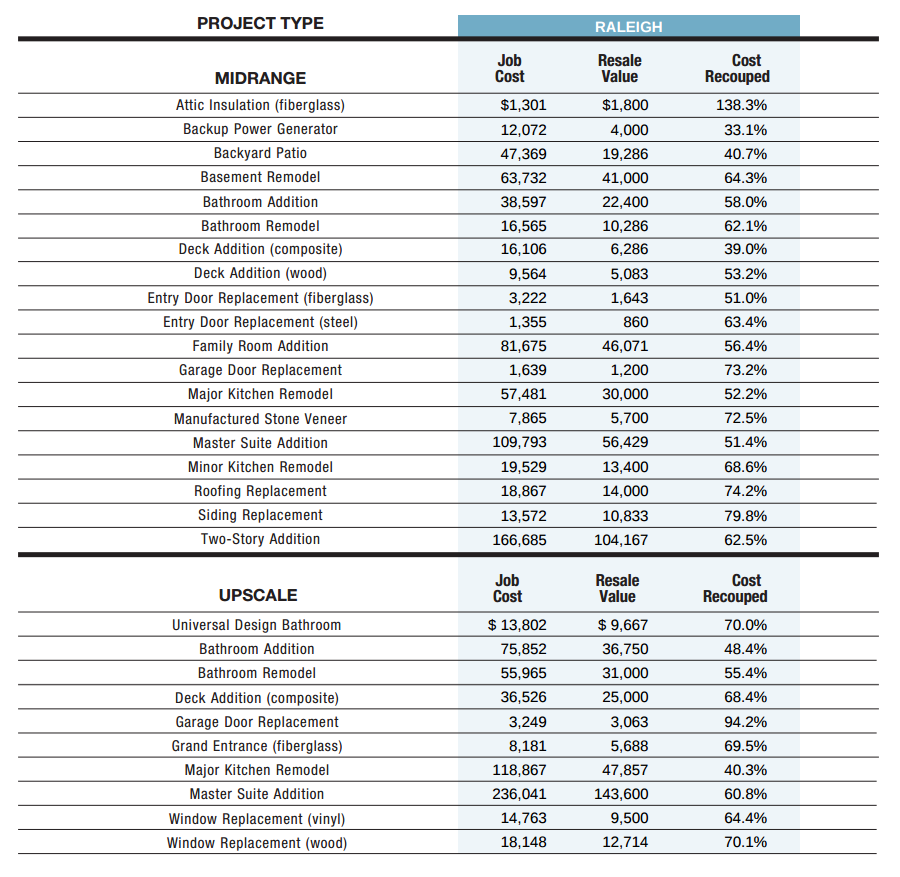 PROJECT TYPE RALEIGH
MIDRANGE Job Cost Resale Value Cost Recouped
Attic Insulation (fiberglass) $1,301 $1,800 138.3%
Backup Power Generator 12,072 4,000 33.1%
Backyard Patio 47,369 19,286 40.7%
Basement Remodel 63,732 41,000 64.3%
Bathroom Addition 38,597 22,400 58.0%
Bathroom Remodel 16,565 10,286 62.1%
Deck Addition (composite) 16,106 6,286 39.0%
Deck Addition (wood) 9,564 5,083 53.2%
Entry Door Replacement (fiberglass) 3,222 1,643 51.0%
Entry Door Replacement (steel) 1,355 860 63.4%
Family Room Addition 81,675 46,071 56.4%
Garage Door Replacement 1,639 1,200 73.2%
Major Kitchen Remodel 57,481 30,000 52.2%
Manufactured Stone Veneer 7,865 5,700 72.5%
Master Suite Addition 109,793 56,429 51.4%
Minor Kitchen Remodel 19,529 13,400 68.6%
Roofing Replacement 18,867 14,000 74.2%
Siding Replacement 13,572 10,833 79.8%
Two-Story Addition 166,685 104,167 62.5%
UPSCALE Job Cost Resale Value Cost Recouped
Universal Design Bathroom $ 13,802 $ 9,667 70.0%
Bathroom Addition 75,852 36,750 48.4%
Bathroom Remodel 55,965 31,000 55.4%
Deck Addition (composite) 36,526 25,000 68.4%
Garage Door Replacement 3,249 3,063 94.2%
Grand Entrance (fiberglass) 8,181 5,688 69.5%
Major Kitchen Remodel 118,867 47,857 40.3%
Master Suite Addition 236,041 143,600 60.8%
Window Replacement (vinyl) 14,763 9,500 64.4%
Window Replacement (wood) 18,148 12,714 70.1%